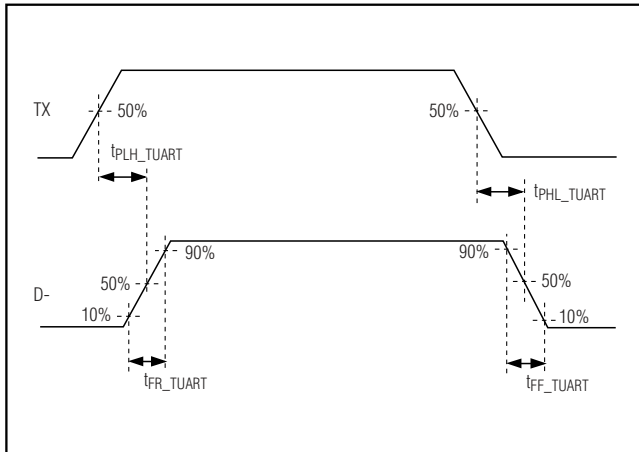 TX
50%
50%
tPLH_TUART
tPHL_TUART
90%
90%
D-
50%
50%
10%
10%
tFR_TUART
tFF_TUART